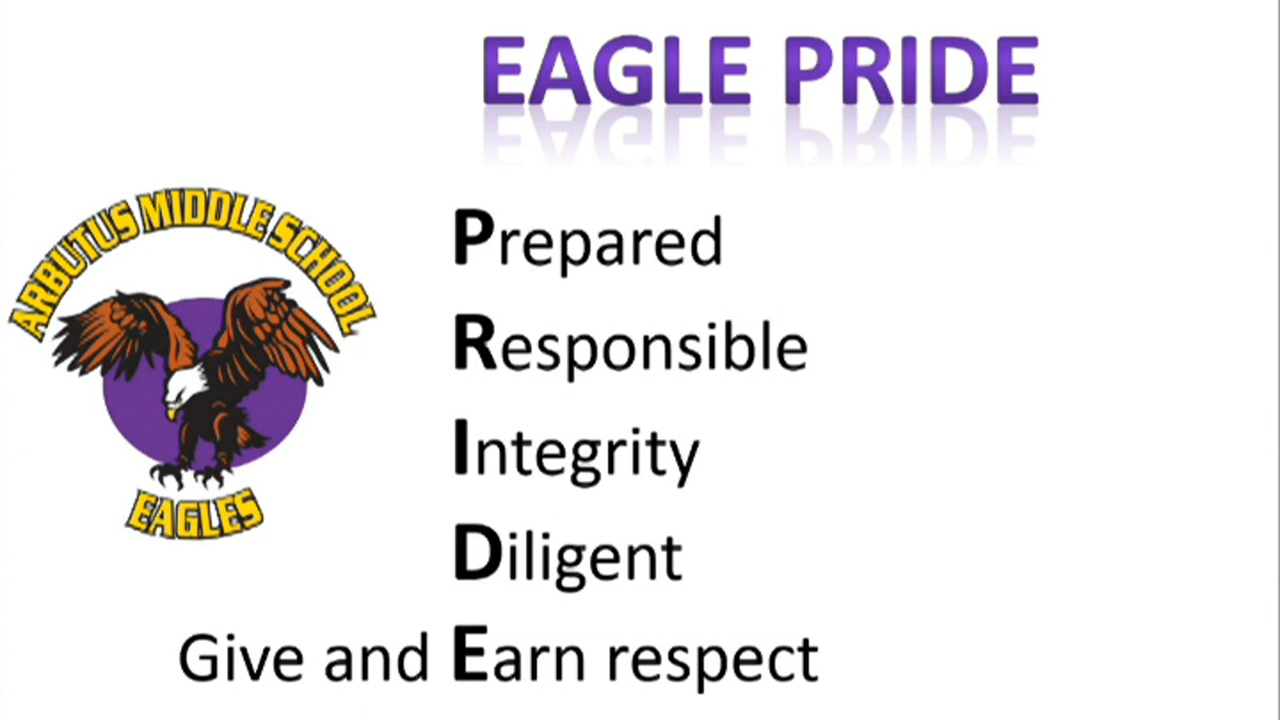 EAGLE PRIDE
ARBUTUS MIDDLE SCHOOL
EAGLES
Prepared
Responsible
Integrity
Diligent
Give and Earn respect